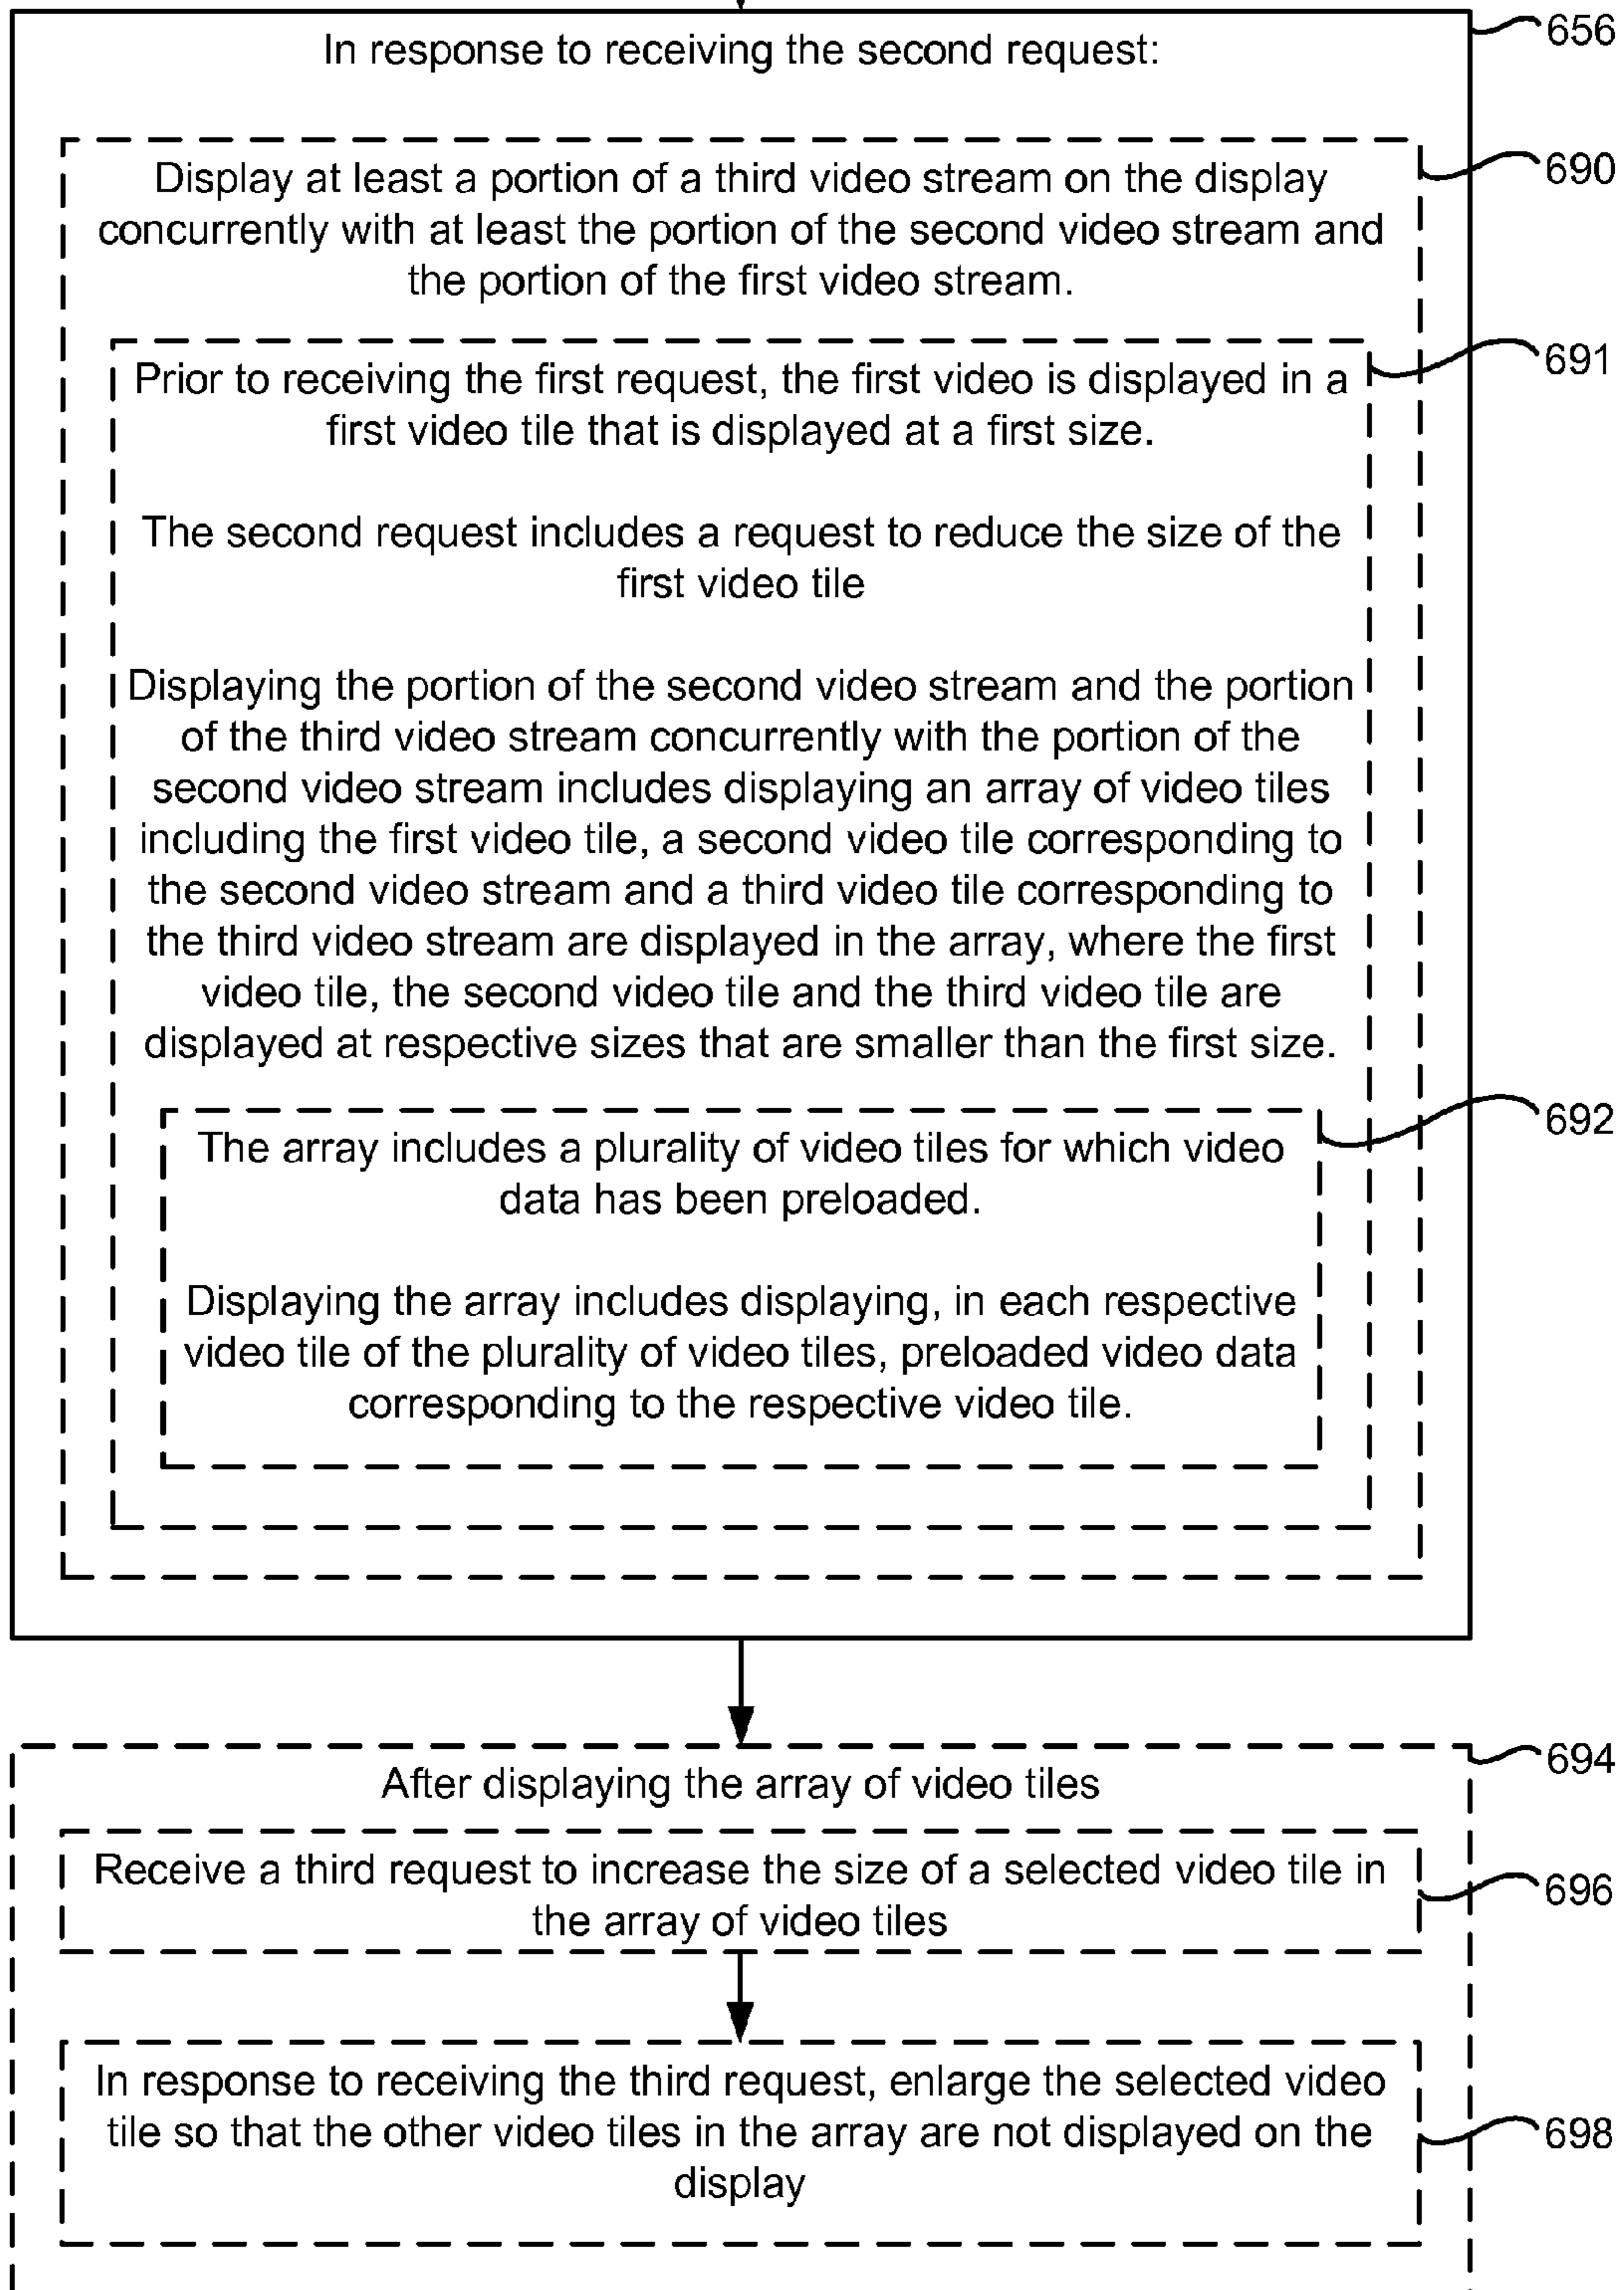 In response to receiving the second request:
656
Display at least a portion of a third video stream on the display
concurrently with at least the portion of the second video stream and
the portion of the first video stream.
690
Prior to receiving the first request, the first video is displayed in a
first video tile that is displayed at a first size.
691
The second request includes a request to reduce the size of the
first video tile
Displaying the portion of the second video stream and the portion
of the third video stream concurrently with the portion of the
second video stream includes displaying an array of video tiles
including the first video tile, a second video tile corresponding to
the second video stream and a third video tile corresponding to
the third video stream are displayed in the array, where the first
video tile, the second video tile and the third video tile are
displayed at respective sizes that are smaller than the first size.
The array includes a plurality of video tiles for which video
data has been preloaded.
692
Displaying the array includes displaying, in each respective
video tile of the plurality of video tiles, preloaded video data
corresponding to the respective video tile.
After displaying the array of video tiles
694
Receive a third request to increase the size of a selected video tile in
the array of video tiles
696
In response to receiving the third request, enlarge the selected video
tile so that the other video tiles in the array are not displayed on the
display
698